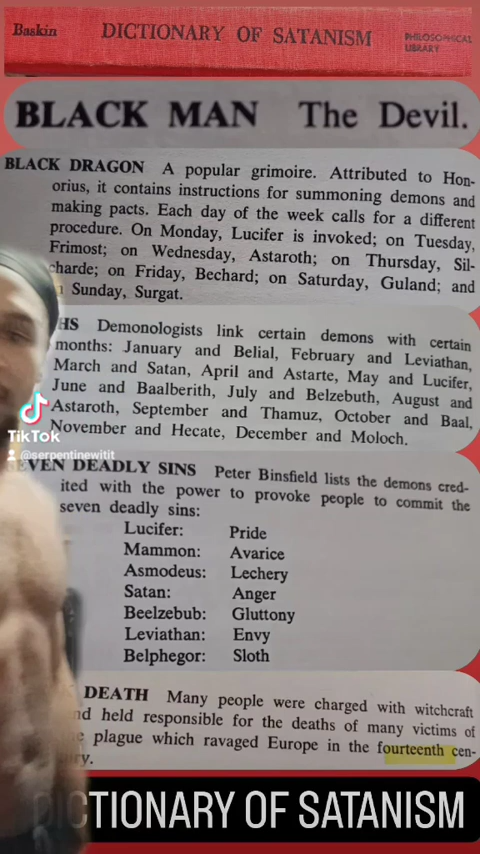 Baskin DICTIONARY OF SATANISM PHILOSOPHICAL
LIBRARY
BLACK MAN The Devil.
BLACK DRAGON A popular grimoire. Attributed to Hon-
orius, it contains instructions for summoning demons and
making pacts. Each day of the week calls for a different
procedure. On Monday, Lucifer is invoked; on Tuesday,
Frimost; on Wednesday, Astaroth; on Thursday, Sil-
charde; on Friday, Bechard; on Saturday, Guland; and
Sunday, Surgat.
HS Demonologists link certain demons with certain
months: January and Belial, February and Leviathan,
March and Satan, April and Astarte, May and Lucifer,
June and Baalberith, July and Belzebuth, August and
Astaroth, September and Thamuz, October and Baal,
November and Hecate, December and Moloch.
TikTok
@serpentinewitit
SEVEN DEADLY SINS Peter Binsfield lists the demons cred-
ited with the power to provoke people to commit the
seven deadly sins:
Lucifer: Pride
Mammon: Avarice
Asmodeus: Lechery
Satan: Anger
Beelzebub: Gluttony
Leviathan: Envy
Belphegor: Sloth
DEATH Many people were charged with witchcraft
nd held responsible for the deaths of many victims of
e plague which ravaged Europe in the fourteenth cen-
ury.
DICTIONARY OF SATANISM